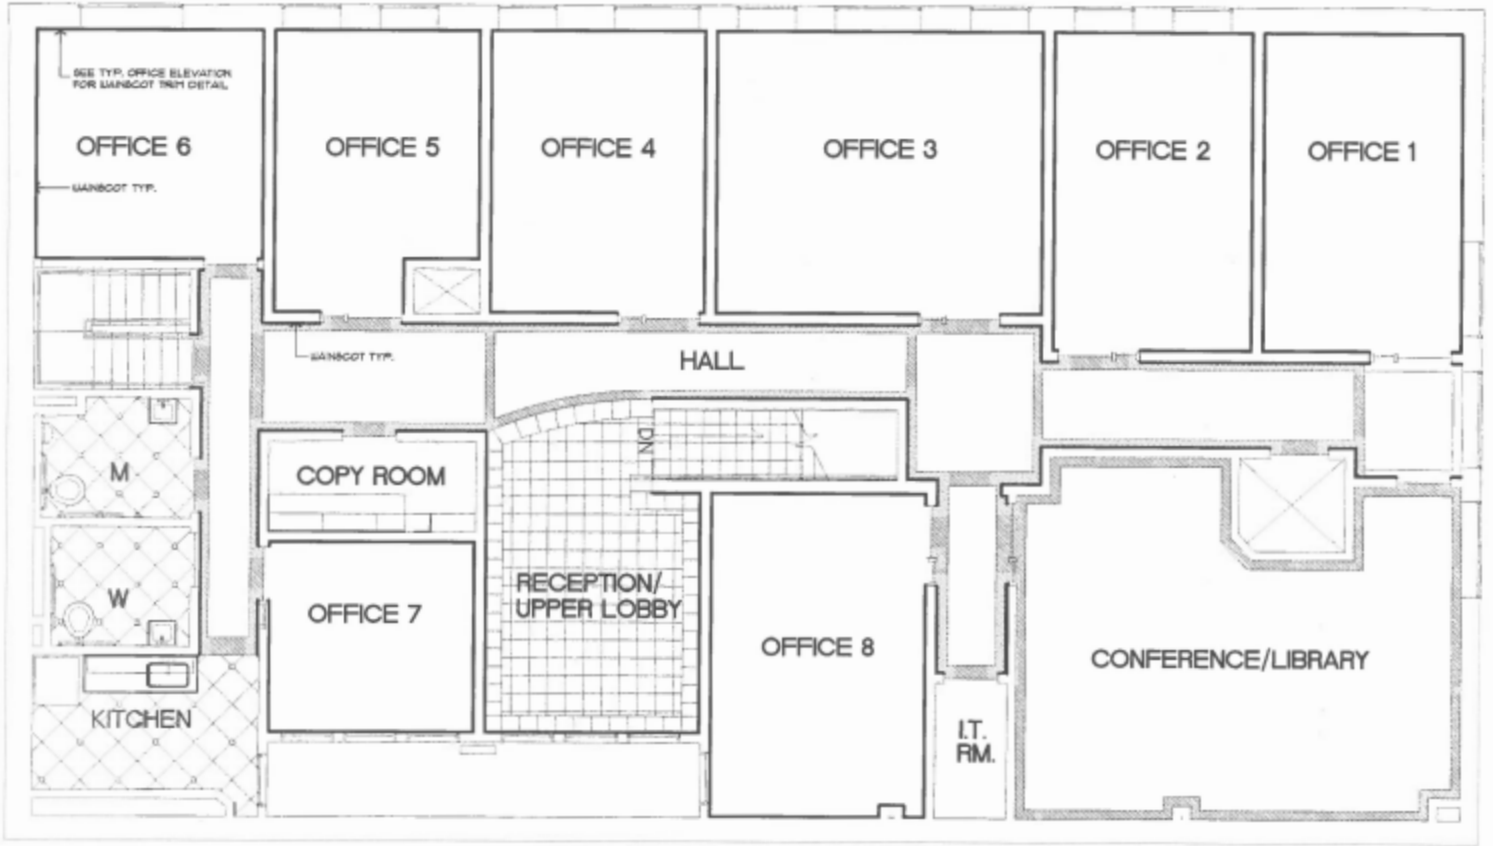 SEE TYP. OFFICE ELEVATION
FOR WAINSCOT TRIM DETAIL
OFFICE 6
OFFICE 5
OFFICE 4
OFFICE 3
OFFICE 2
OFFICE 1
WAINSCOT TYP.
WAINSCOT TYP.
HALL
DN
M
COPY ROOM
W
RECEPTION/
UPPER LOBBY
OFFICE 7
OFFICE 8
CONFERENCE/LIBRARY
KITCHEN
I.T.
RM.